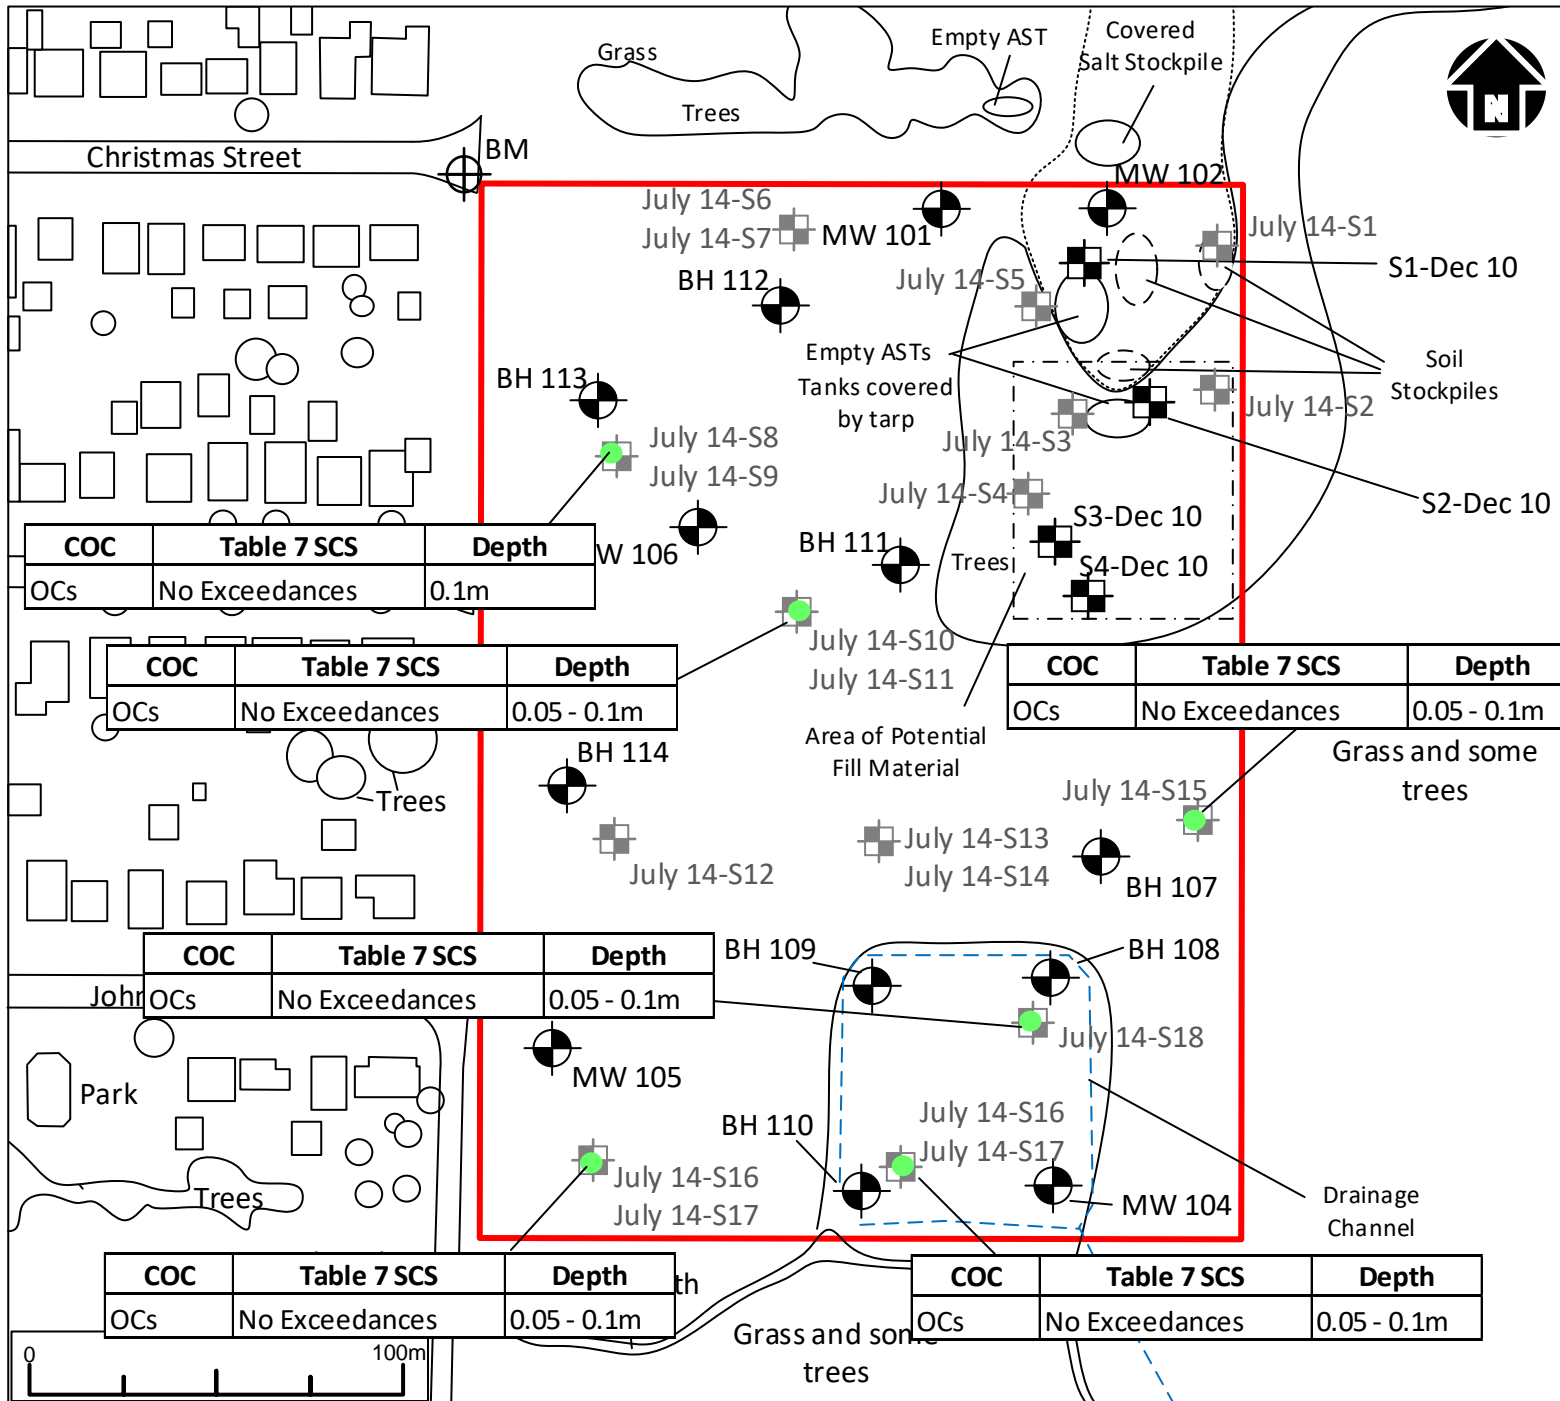 Grass
Trees
Empty AST
Covered
Salt Stockpile
N
Christmas Street
BM
MW 102
July 14-S6
July 14-S7
MW 101
July 14-S1
S1-Dec 10
BH 112
July 14-S5
Empty ASTs
Tanks covered
by tarp
Soil
Stockpiles
BH 113
July 14-S2
July 14-S8
July 14-S9
July 14-S3
July 14-S4
S2-Dec 10
COC Table 7 SCS Depth
OCs No Exceedances 0.1m
W 106
BH 111
S3-Dec 10
Trees
S4-Dec 10
July 14-S10
July 14-S11
COC Table 7 SCS Depth
OCs No Exceedances 0.05 - 0.1m
COC Table 7 SCS Depth
OCs No Exceedances 0.05 - 0.1m
Area of Potential
Fill Material
BH 114
Trees
Grass and some
trees
July 14-S15
July 14-S12
July 14-S13
July 14-S14
BH 107
COC Table 7 SCS Depth
OCs No Exceedances 0.05 - 0.1m
John
BH 109
BH 108
July 14-S18
MW 105
Park
July 14-S16
July 14-S17
BH 110
July 14-S16
July 14-S17
Trees
MW 104
Drainage
Channel
COC Table 7 SCS Depth
OCs No Exceedances 0.05 - 0.1m
th
COC Table 7 SCS Depth
OCs No Exceedances 0.05 - 0.1m
Grass and some
trees
0 100m